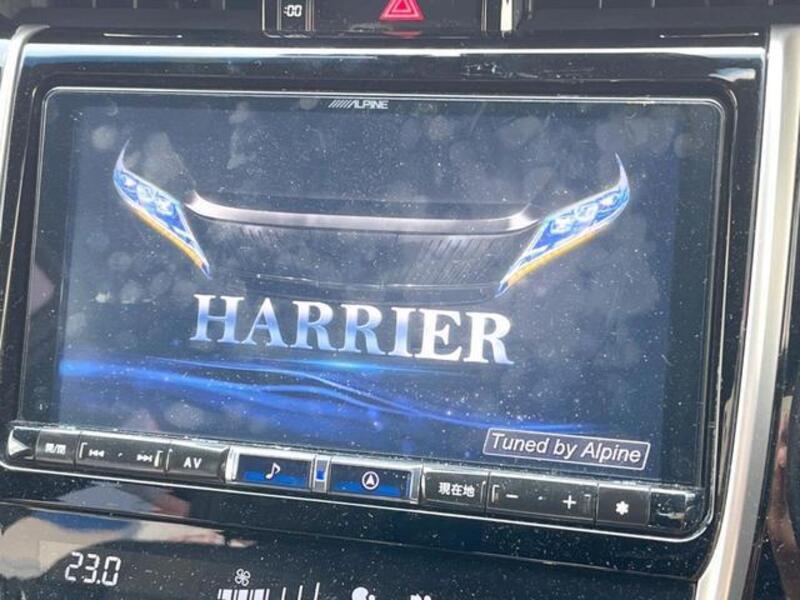 :00
ALPINE
HARRIER
Tuned by Alpine
開/閉 AV 現在地 − + ✱
23.0